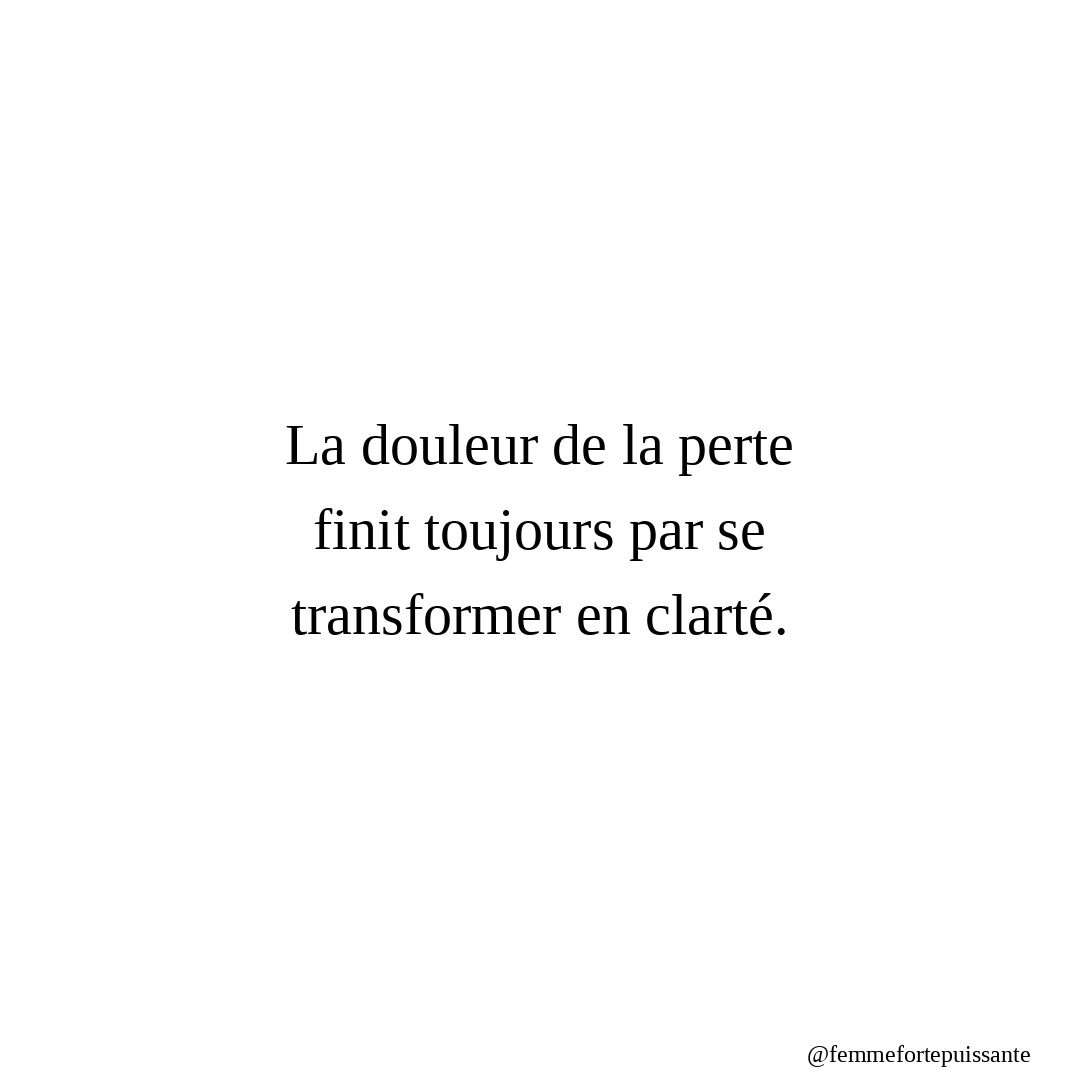 La douleur de la perte
finit toujours par se
transformer en clarté.
@femmefortepuissante